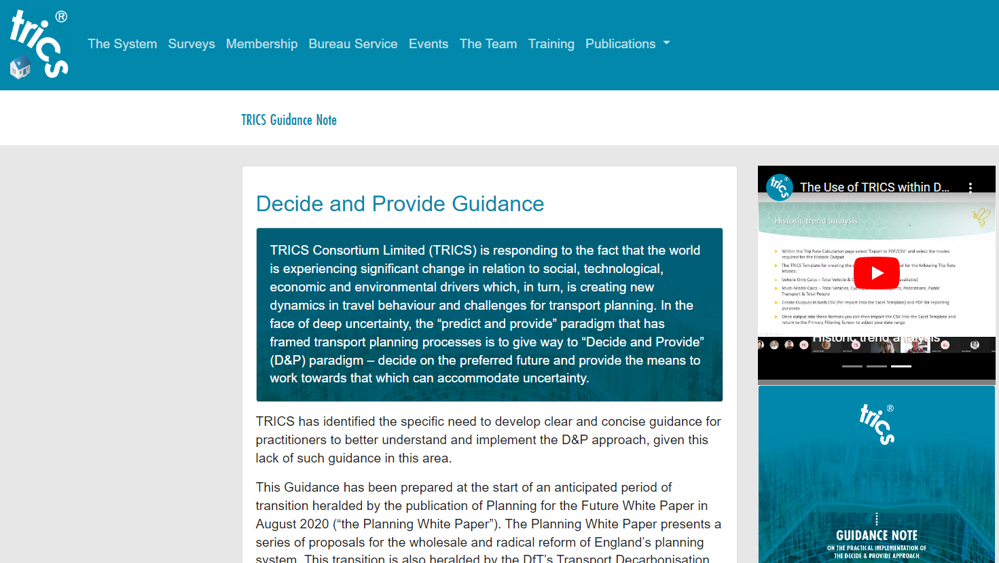 trics®
The System Surveys Membership Bureau Service Events The Team Training Publications
TRICS Guidance Note
Decide and Provide Guidance
TRICS Consortium Limited (TRICS) is responding to the fact that the world
is experiencing significant change in relation to social, technological,
economic and environmental drivers which, in turn, is creating new
dynamics in travel behaviour and challenges for transport planning. In the
face of deep uncertainty, the “predict and provide” paradigm that has
framed transport planning processes is to give way to “Decide and Provide”
(D&P) paradigm – decide on the preferred future and provide the means to
work towards that which can accommodate uncertainty.
TRICS has identified the specific need to develop clear and concise guidance for
practitioners to better understand and implement the D&P approach, given this
lack of such guidance in this area.
This Guidance has been prepared at the start of an anticipated period of
transition heralded by the publication of Planning for the Future White Paper in
August 2020 (“the Planning White Paper”). The Planning White Paper presents a
series of proposals for the wholesale and radical reform of England’s planning
system. This transition is also heralded by the DfT’s Transport Decarbonisation
trics®
The Use of TRICS within D...
Historic trend analysis
Within the Trip Rate Calculation page select 'Export to PDF/CSV' and select the modes
required for the Historic Output
The TRICS Template for creating the ed for the following Trip Rate
Modes:
Vehicle Only Calcs – Total Vehicle & available)
Multi-Modal Calcs – Total Vehicles, Pedestrians, Public
Transport & Total People
Create Outputs in both CSV (for import into the Excel Template) and PDF for reporting
purposes
Once output into these formats you can then import the CSV into the Excel Template and
return to the Primary Filtering Screen to adjust your date range
Historic trend analysis
trics®
GUIDANCE NOTE
ON THE PRACTICAL IMPLEMENTATION OF
THE DECIDE & PROVIDE APPROACH